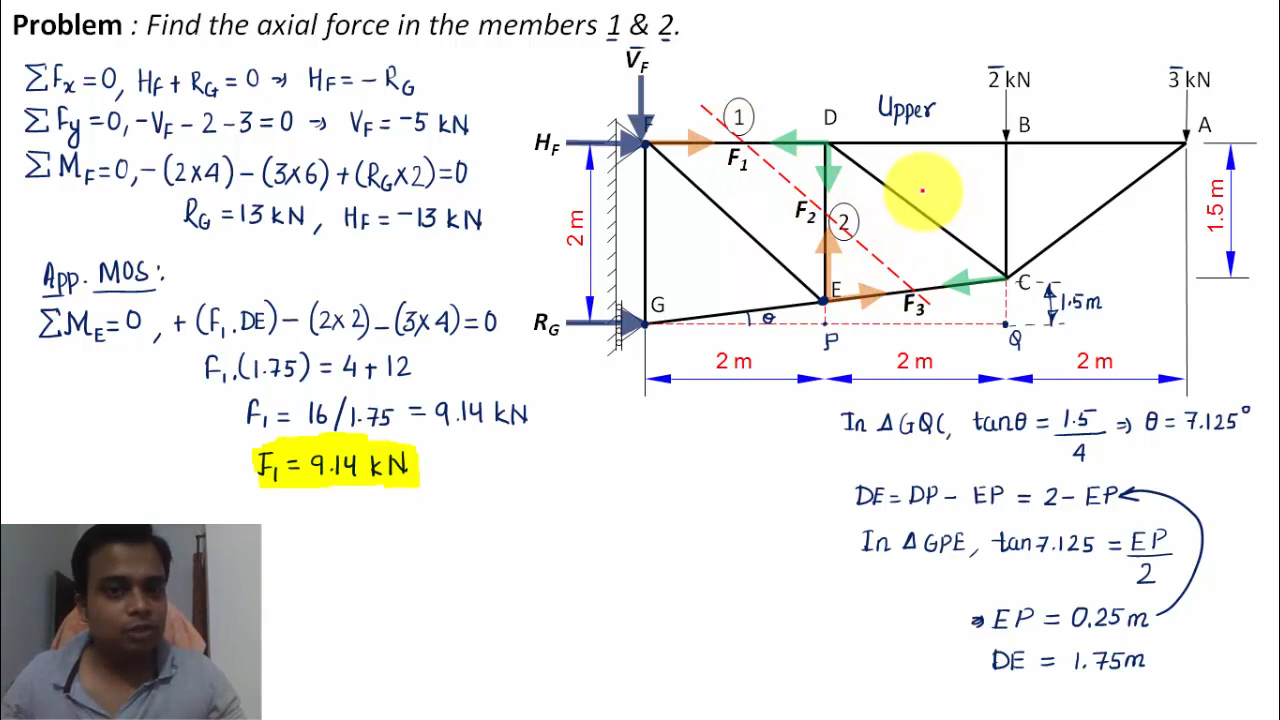 Problem : Find the axial force in the members 1 & 2.
ΣFx = 0, HF + RG = 0 → HF = - RG
ΣFy = 0, -VF - 2 - 3 = 0 → VF = -5 kN
ΣMF = 0, - (2×4) - (3×6) + (RG×2) = 0
RG = 13 kN, HF = -13 kN
App. MOS:
ΣME = 0, + (F1.DE) - (2×2) - (3×4) = 0
F1.(1.75) = 4 + 12
F1 = 16/1.75 = 9.14 kN
F1 = 9.14 kN
VF
2 kN
3 kN
Upper
1
D
B
A
F
HF
F1
F2
2
2 m
1.5 m
E
C
F3
1.5m
G
θ
RG
P
Q
2 m
2 m
2 m
In ΔGQC, tanθ = 1.5/4 ⇒ θ = 7.125°
DE = DP - EP = 2 - EP
In ΔGPE, tan7.125 = EP/2
⇒ EP = 0.25m
DE = 1.75m